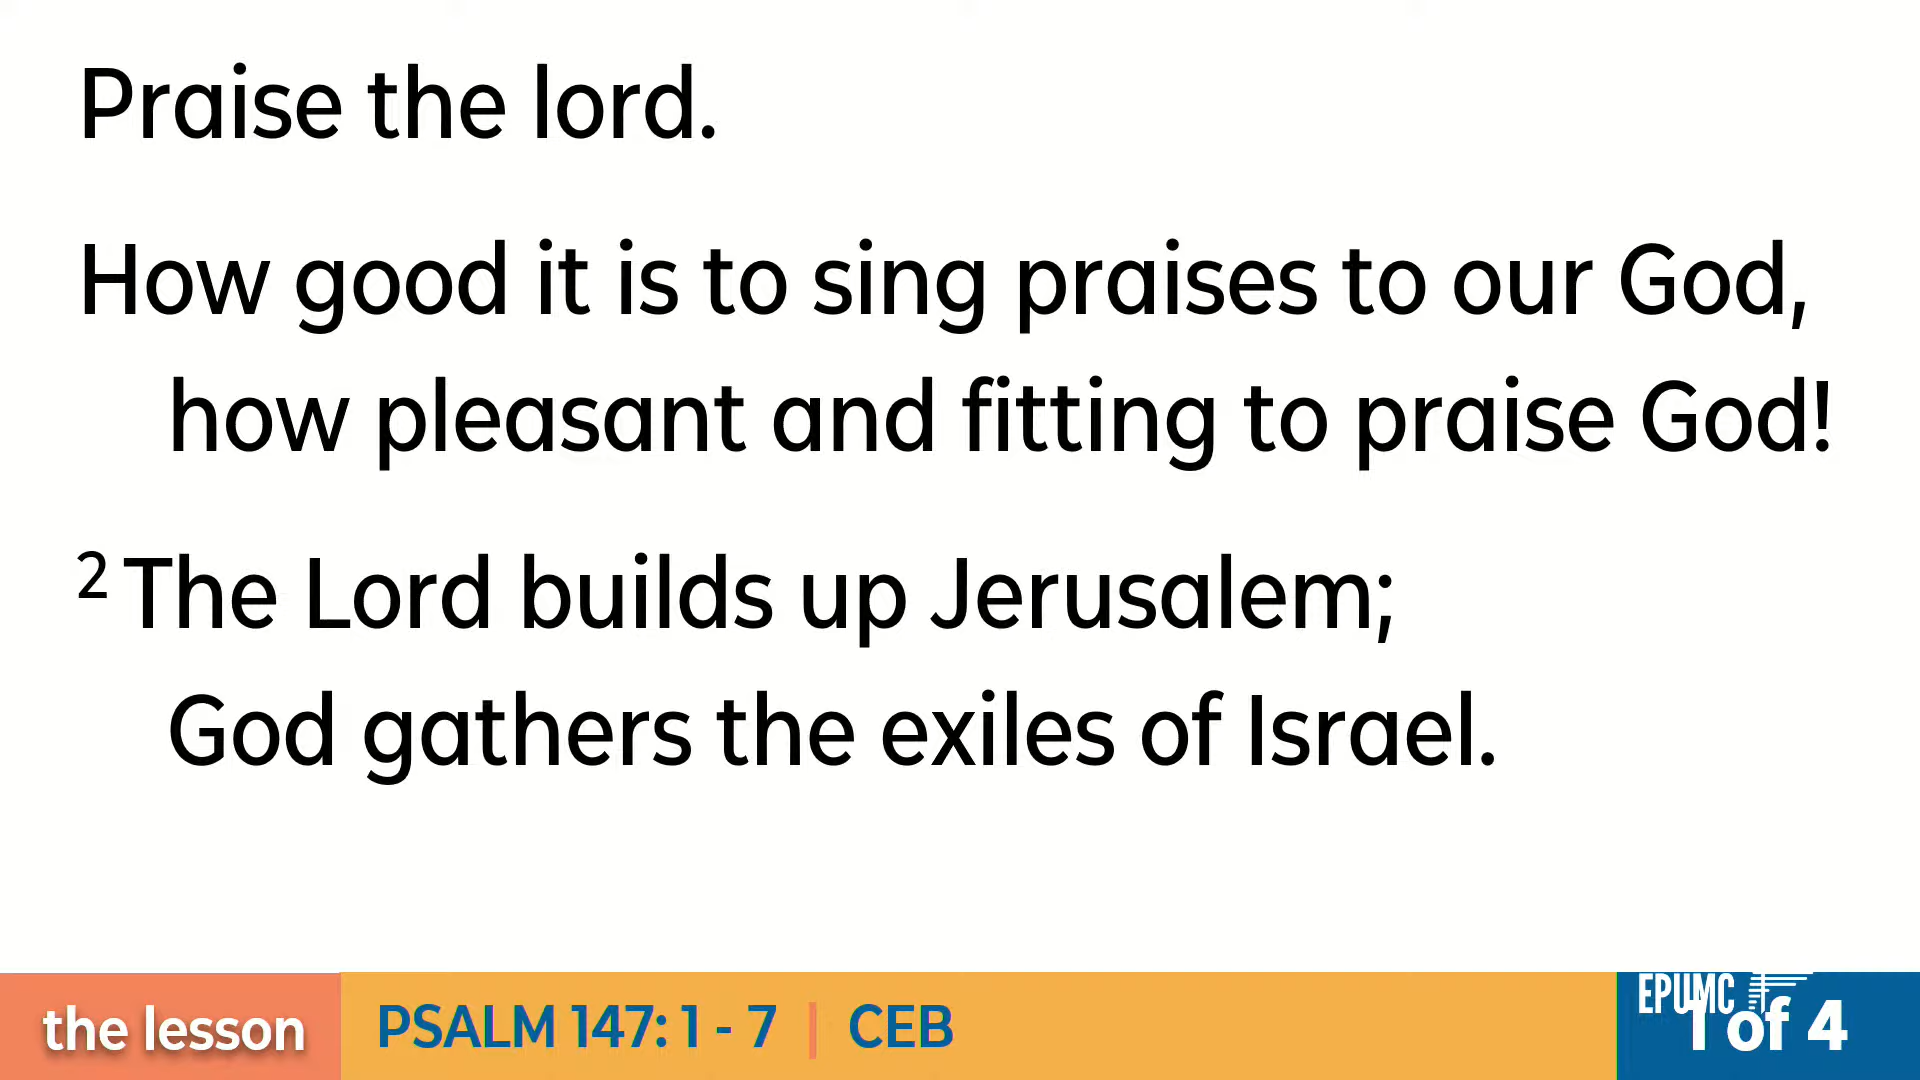 Praise the lord.
How good it is to sing praises to our God,
how pleasant and fitting to praise God!
2 The Lord builds up Jerusalem;
God gathers the exiles of Israel.
the lesson
PSALM 147: 1 - 7 | CEB
EPUMC
1 of 4